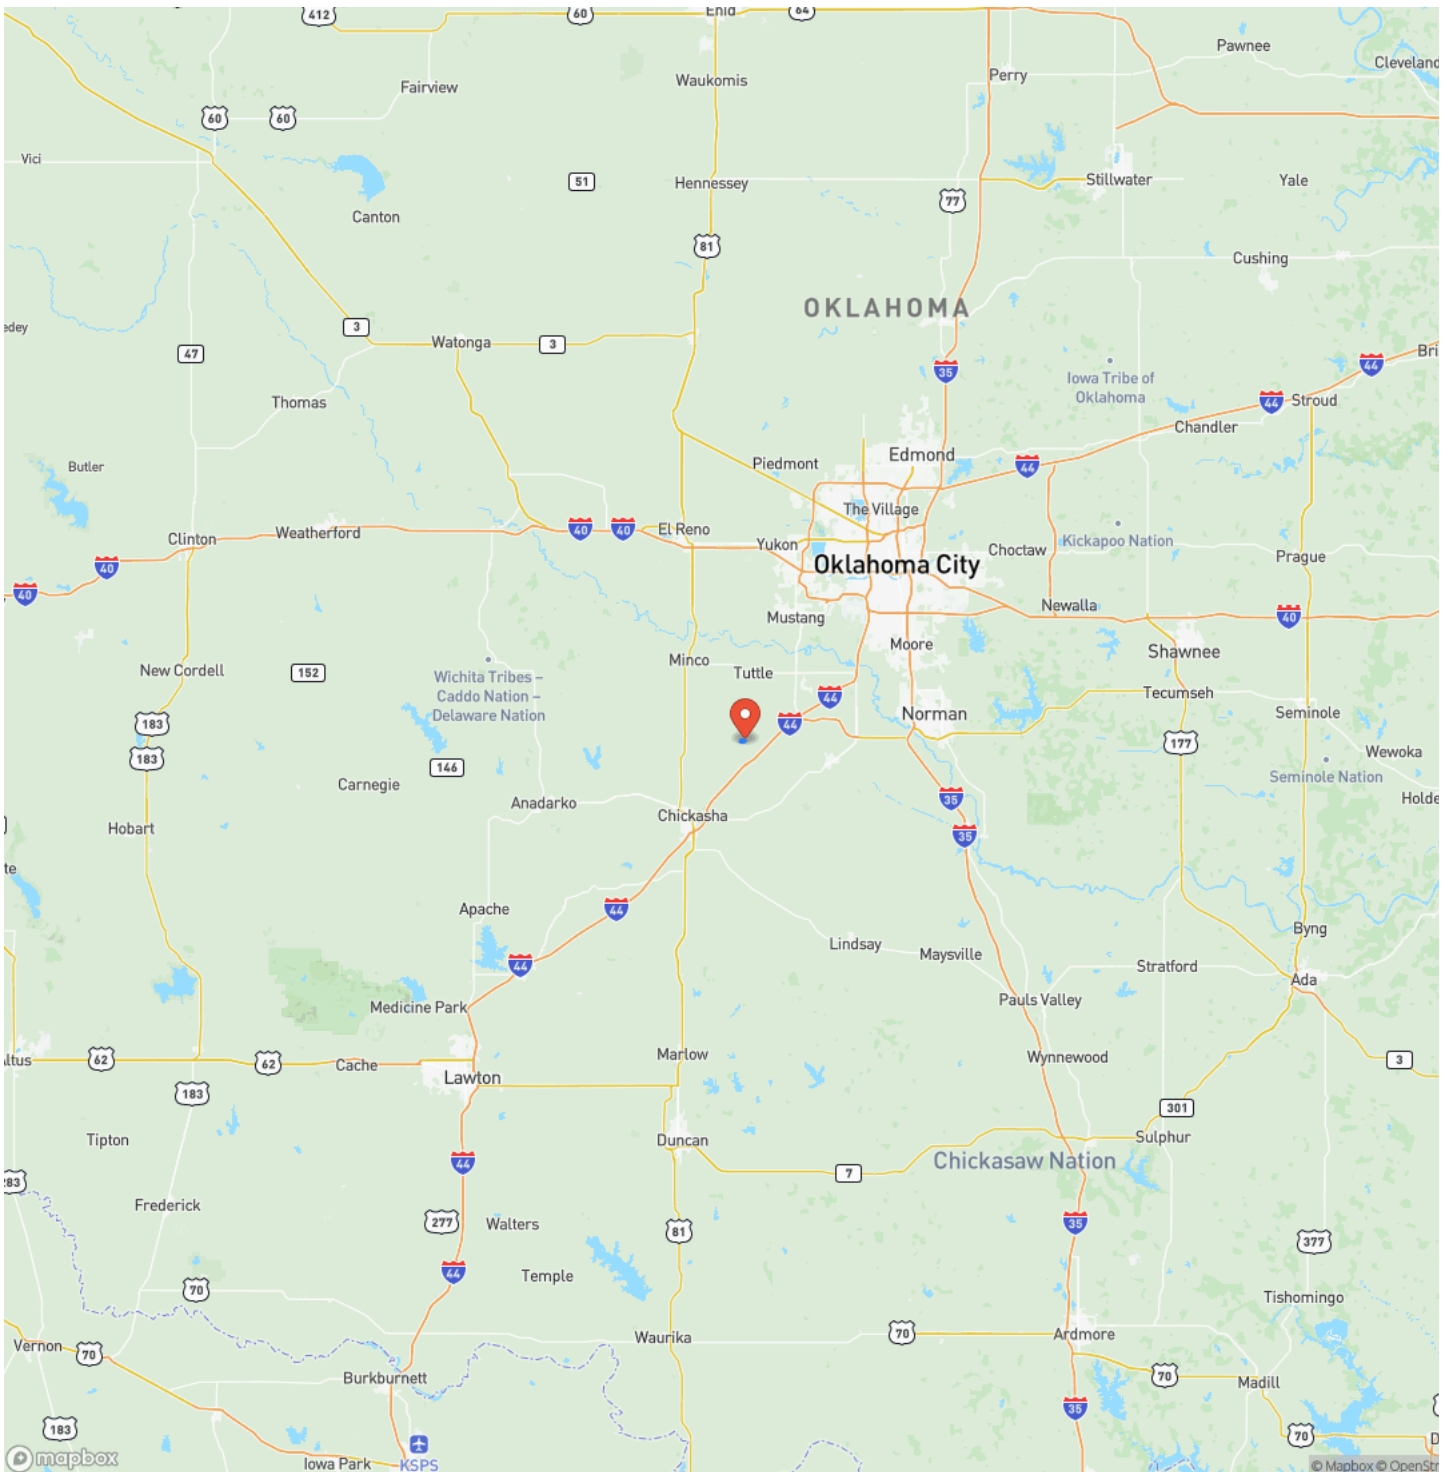 412
60
Enid
64
Pawnee
Cleveland
Fairview
Waukomis
Perry
60
60
Vici
51
Hennessey
Stillwater
Yale
77
Canton
81
Cushing
OKLAHOMA
3
47
Watonga
3
35
Iowa Tribe of
Oklahoma
44
44
Stroud
Thomas
Chandler
Butler
Piedmont
Edmond
44
The Village
Clinton
Weatherford
40
40
El Reno
Yukon
Kickapoo Nation
Choctaw
Prague
40
40
Oklahoma City
Newalla
40
Mustang
Moore
Shawnee
New Cordell
152
Minco
Tuttle
Wichita Tribes –
Caddo Nation –
Delaware Nation
Tecumseh
44
Norman
Seminole
183
44
183
146
177
Wewoka
Seminole Nation
Carnegie
Anadarko
35
Hobart
Chickasha
35
Apache
44
Lindsay
Maysville
Byng
44
Stratford
Ada
Medicine Park
Pauls Valley
62
62
Cache
Marlow
Wynnewood
3
Lawton
183
301
Tipton
Duncan
Sulphur
44
Chickasaw Nation
7
283
Frederick
277
Walters
81
35
377
44
Temple
70
Tishomingo
Vernon
70
Waurika
70
Ardmore
Burkburnett
70
Madill
183
35
70
mapbox
Iowa Park
KSPS
© Mapbox © OpenStr